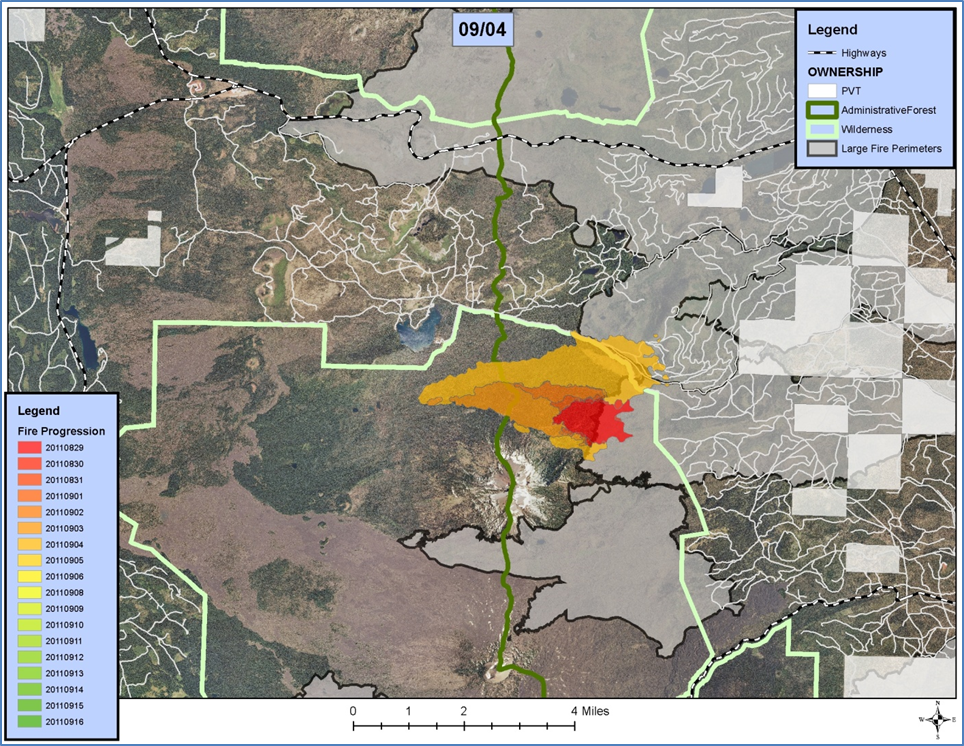 09/04
Legend
Highways
OWNERSHIP
PVT
AdministrativeForest
Wilderness
Large Fire Perimeters
Legend
Fire Progression
20110829
20110830
20110831
20110901
20110902
20110903
20110904
20110905
20110906
20110908
20110909
20110910
20110911
20110912
20110913
20110914
20110915
20110916
0 1 2 4 Miles
N
W E
S